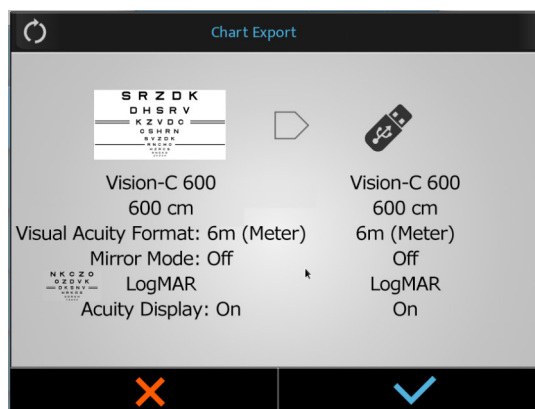 Chart Export
S R Z D K
D H S R V
K Z V D C
O S H R N
S V Z D K
R N C H O
Vision-C 600
600 cm
Visual Acuity Format: 6m (Meter)
Mirror Mode: Off
N K C Z O
O Z D V K
D K S N V
LogMAR
Acuity Display: On
Vision-C 600
600 cm
6m (Meter)
Off
LogMAR
On